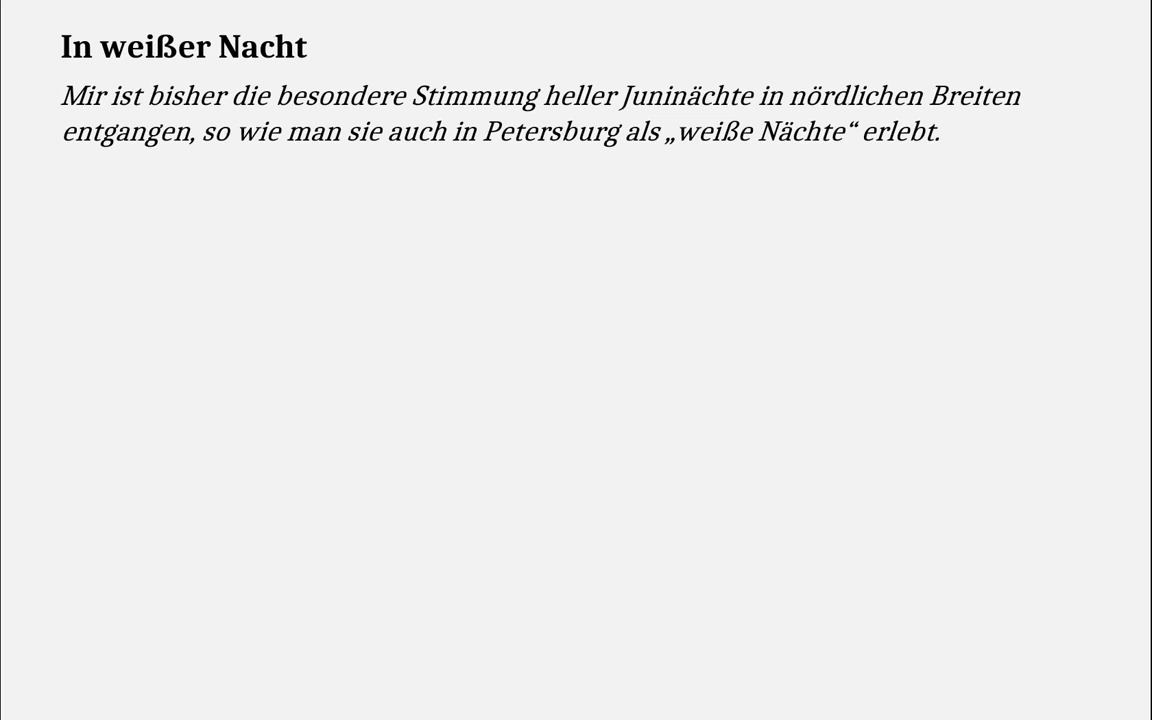 In weißer Nacht
Mir ist bisher die besondere Stimmung heller Juninächte in nördlichen Breiten
entgangen, so wie man sie auch in Petersburg als „weiße Nächte“ erlebt.